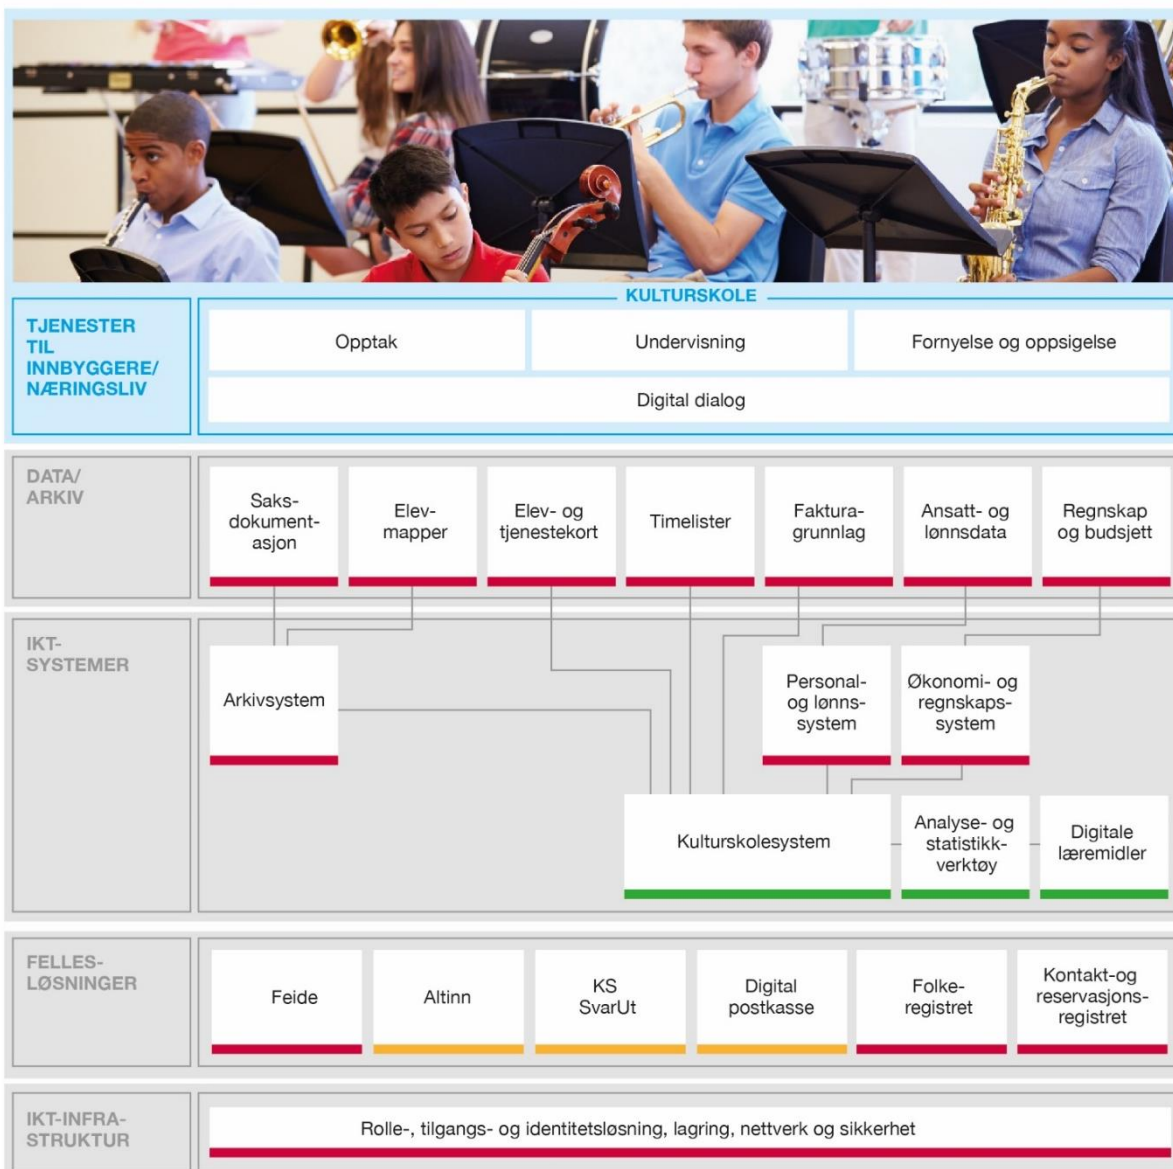 KULTURSKOLE
TJENESTER
TIL
INNBYGGERE/
NÆRINGSLIV
Opptak
Undervisning
Fornyelse og oppsigelse
Digital dialog
DATA/
ARKIV
Saks-
dokument-
asjon
Elev-
mapper
Elev- og
tjenestekort
Timelister
Faktura-
grunnlag
Ansatt- og
lønnsdata
Regnskap
og budsjett
IKT-
SYSTEMER
Arkivsystem
Personal-
og lønns-
system
Økonomi- og
regnskaps-
system
Kulturskolesystem
Analyse- og
statistikk-
verktøy
Digitale
læremidler
FELLES-
LØSNINGER
Feide
Altinn
KS
SvarUt
Digital
postkasse
Folke-
registret
Kontakt-og
reservasjons-
registret
IKT-INFRA-
STRUKTUR
Rolle-, tilgangs- og identitetsløsning, lagring, nettverk og sikkerhet